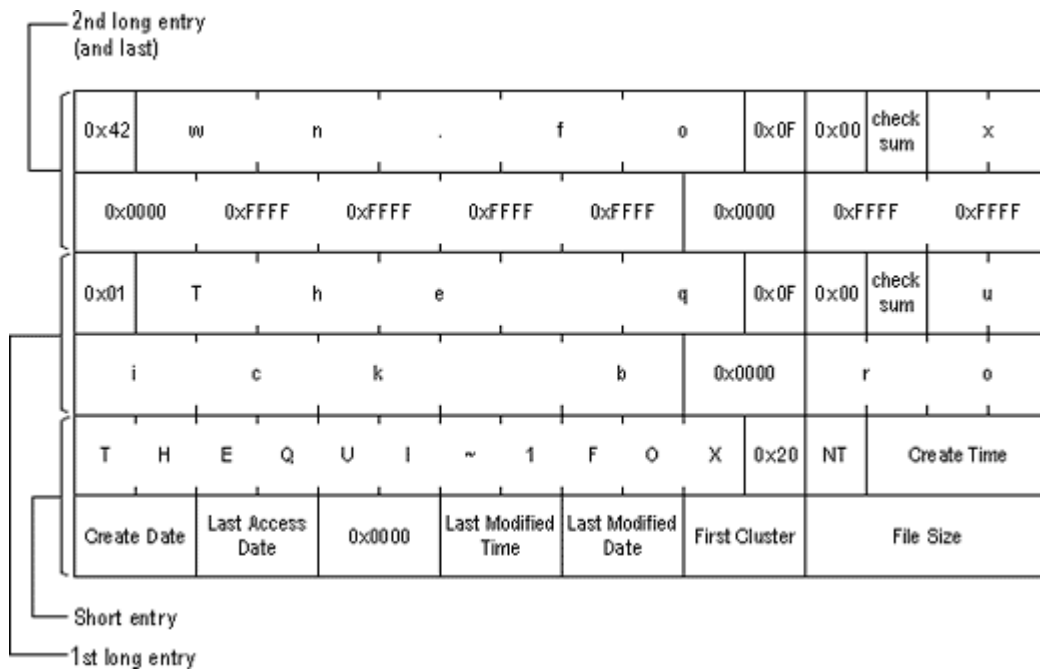 2nd long entry
(and last)
0x42 w n . f o 0x0F 0x00 check sum x
0x0000 0xFFFF 0xFFFF 0xFFFF 0xFFFF 0x0000 0xFFFF 0xFFFF
0x01 T h e q 0x0F 0x00 check sum u
i c k b 0x0000 r o
T H E Q U I ~ 1 F O X 0x20 NT Create Time
Create Date Last Access Date 0x0000 Last Modified Time Last Modified Date First Cluster File Size
Short entry
1st long entry